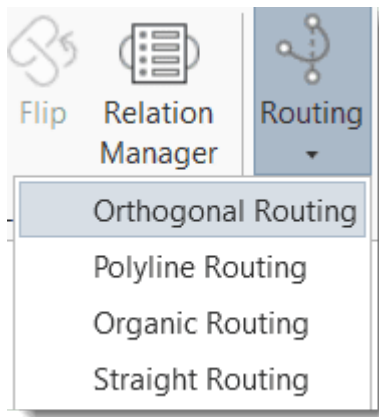 Flip
Relation
Manager
Routing
Orthogonal Routing
Polyline Routing
Organic Routing
Straight Routing